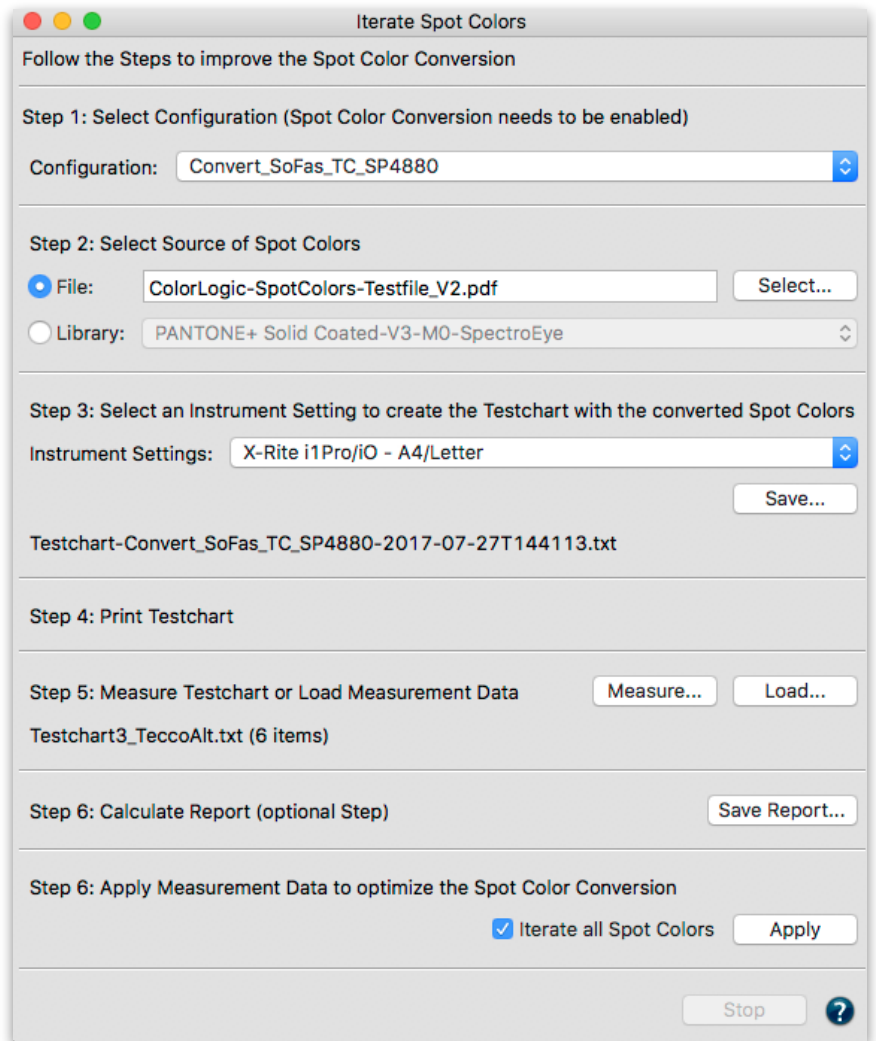 Iterate Spot Colors
Follow the Steps to improve the Spot Color Conversion
Step 1: Select Configuration (Spot Color Conversion needs to be enabled)
Configuration: Convert_SoFas_TC_SP4880
Step 2: Select Source of Spot Colors
File: ColorLogic-SpotColors-Testfile_V2.pdf Select...
Library: PANTONE+ Solid Coated-V3-M0-SpectroEye
Step 3: Select an Instrument Setting to create the Testchart with the converted Spot Colors
Instrument Settings: X-Rite i1Pro/iO - A4/Letter
Save...
Testchart-Convert_SoFas_TC_SP4880-2017-07-27T144113.txt
Step 4: Print Testchart
Step 5: Measure Testchart or Load Measurement Data Measure... Load...
Testchart3_TeccoAlt.txt (6 items)
Step 6: Calculate Report (optional Step) Save Report...
Step 6: Apply Measurement Data to optimize the Spot Color Conversion
Iterate all Spot Colors Apply
Stop ?